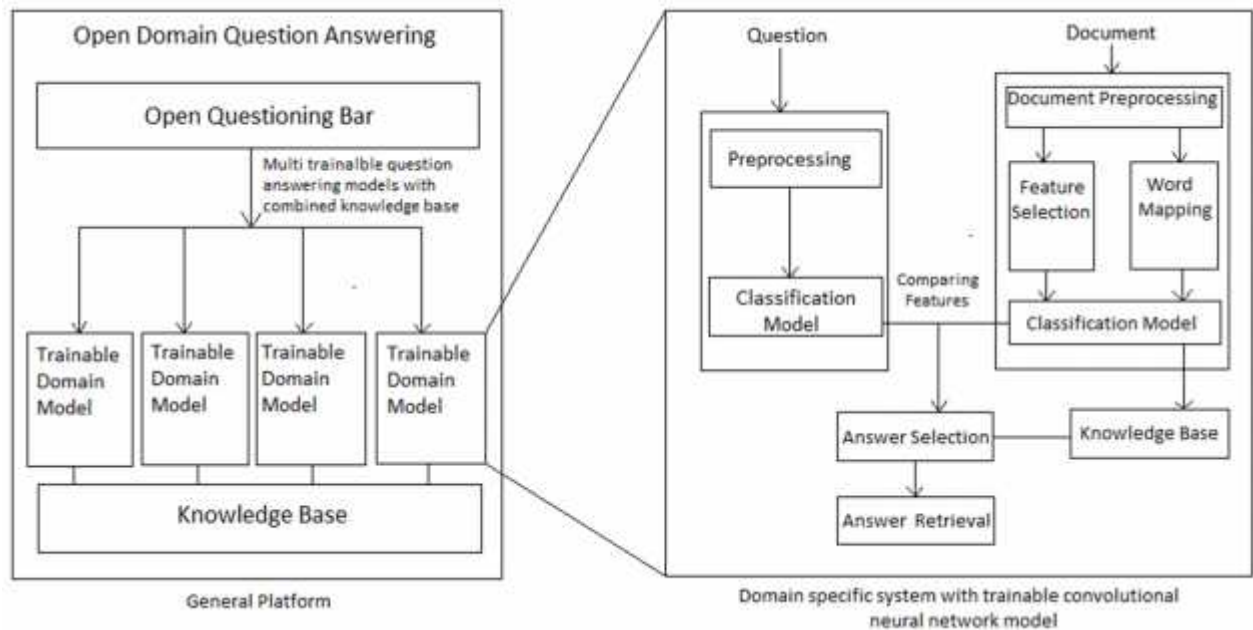 Open Domain Question Answering
Open Questioning Bar
Multi trainalble question
answering models with
combined knowledge base
Trainable
Domain
Model
Trainable
Domain
Model
Trainable
Domain
Model
Trainable
Domain
Model
Knowledge Base
General Platform
Question
Preprocessing
Classification
Model
Comparing
Features
Document
Document Preprocessing
Feature
Selection
Word
Mapping
Classification Model
Answer Selection
Knowledge Base
Answer Retrieval
Domain specific system with trainable convolutional
neural network model